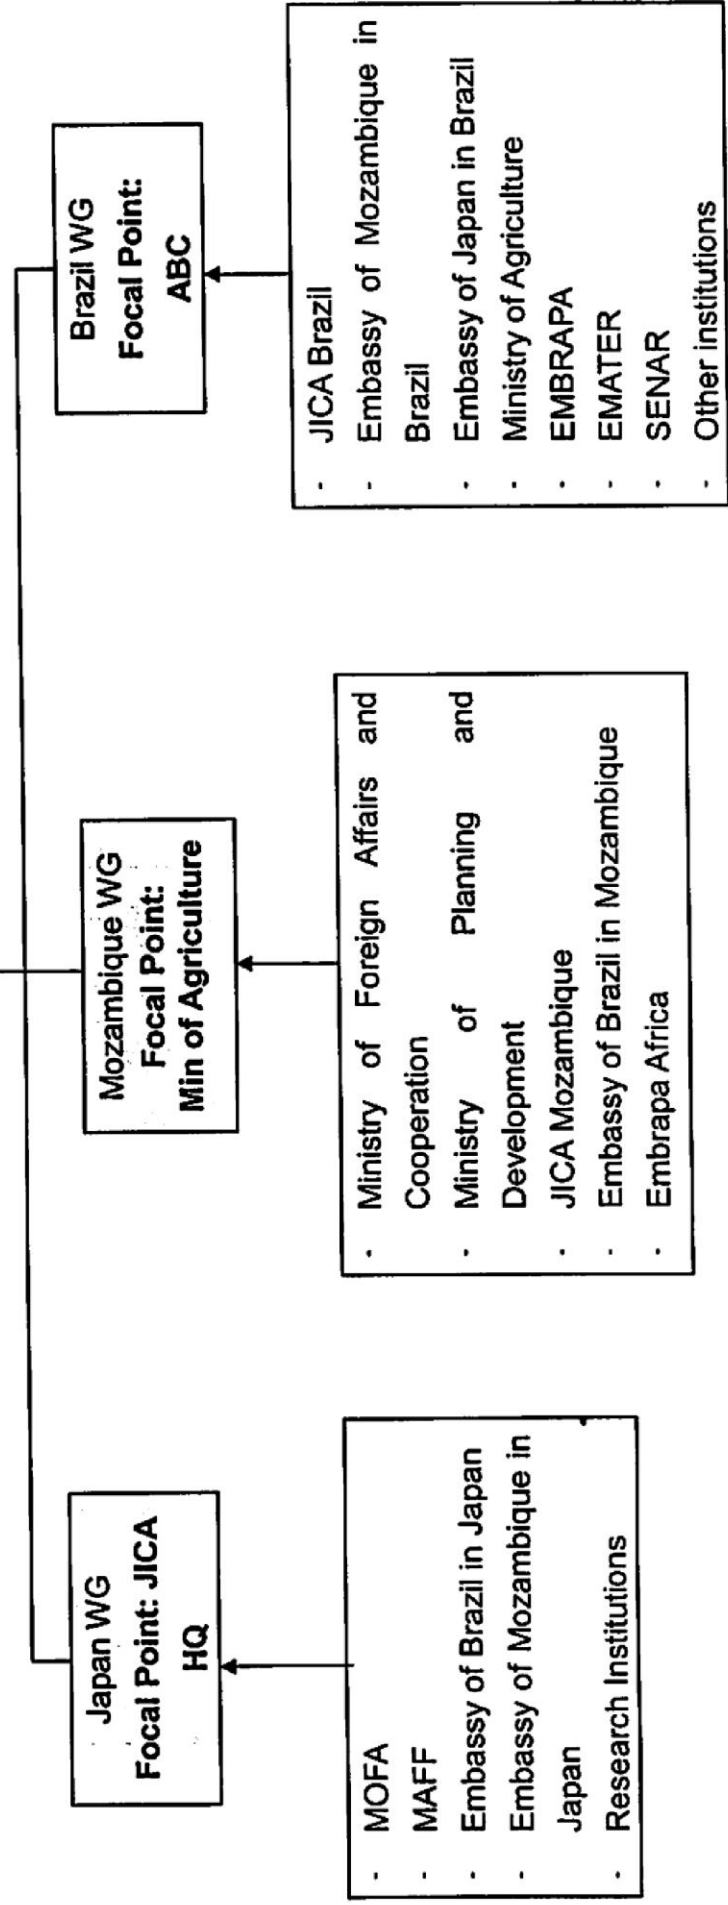 Japan WG
Focal Point: JICA
HQ
- MOFA
- MAFF
- Embassy of Brazil in Japan
- Embassy of Mozambique in
Japan
- Research Institutions
Mozambique WG
Focal Point:
Min of Agriculture
- Ministry of Foreign Affairs and
Cooperation
- Ministry of Planning and
Development
- JICA Mozambique
- Embassy of Brazil in Mozambique
- Embrapa Africa
Brazil WG
Focal Point:
ABC
- JICA Brazil
- Embassy of Mozambique in
Brazil
- Embassy of Japan in Brazil
- Ministry of Agriculture
- EMBRAPA
- EMATER
- SENAR
- Other institutions